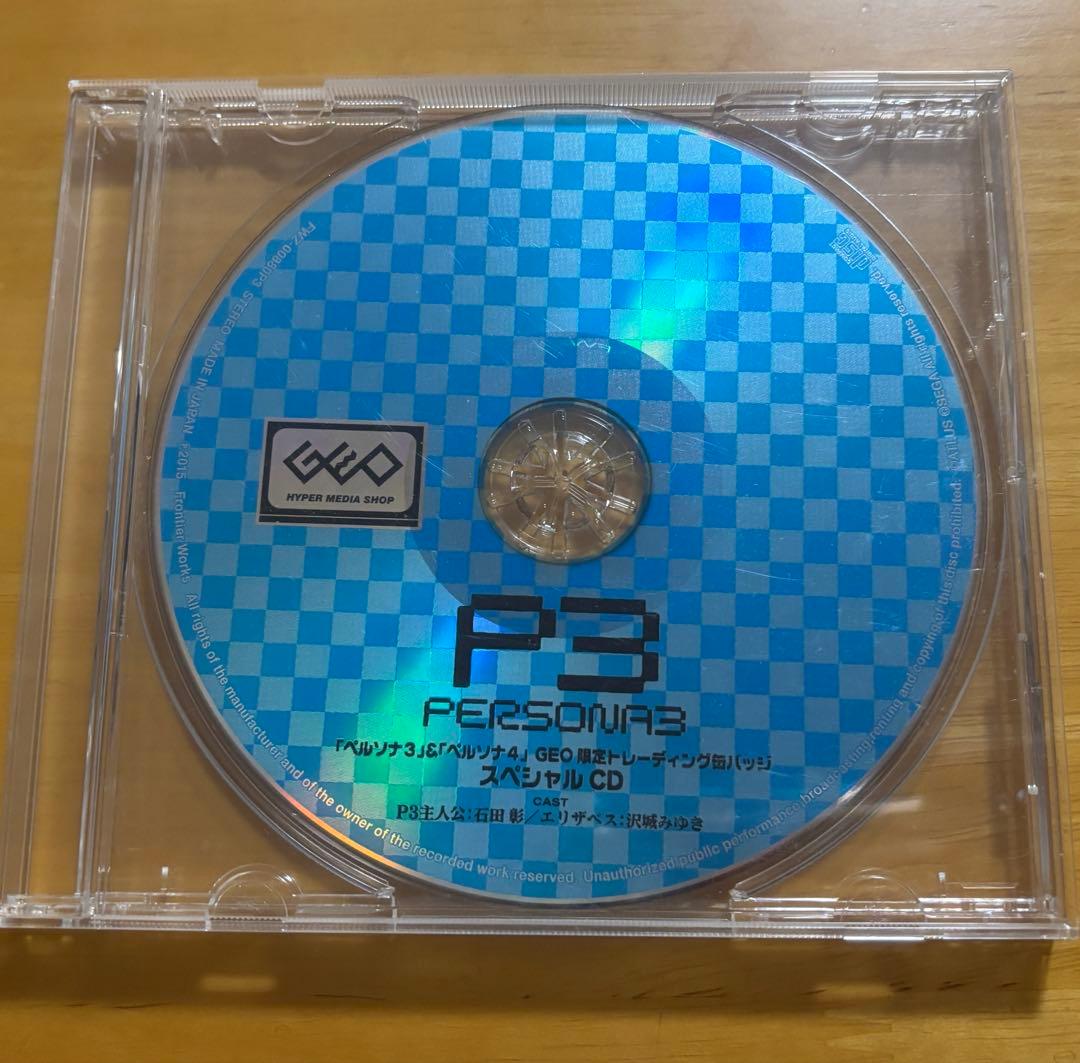 FWZ-00860P3 STEREO MADE IN JAPAN ℗2015 Frontier Works All rights of the manufacturer and of the owner of the recorded work reserved. Unauthorized public performance broadcasting renting and copying of this disc prohibited. ©ATLUS ©SEGA All rights reserved.
GEO
HYPER MEDIA SHOP
P3
PERSONA3
「ペルソナ3」&「ペルソナ4」 GEO 限定トレーディング缶バッジ
スペシャル CD
CAST
P3主人公:石田 彰/エリザベス:沢城みゆき